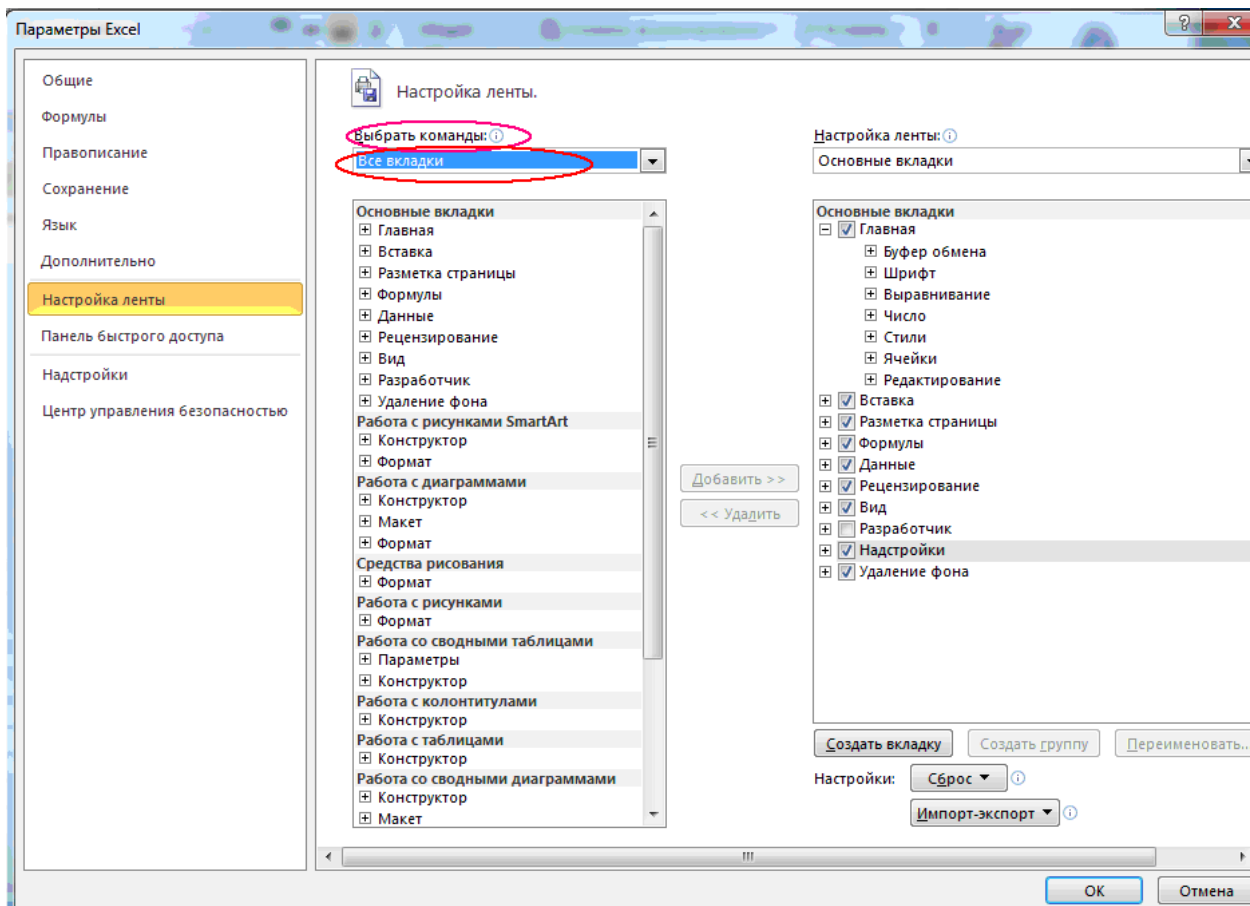 Параметры Excel
Общие
Формулы
Правописание
Сохранение
Язык
Дополнительно
Настройка ленты
Панель быстрого доступа
Надстройки
Центр управления безопасностью
Настройка ленты.
Выбрать команды:
Все вкладки
Основные вкладки
Главная
Вставка
Разметка страницы
Формулы
Данные
Рецензирование
Вид
Разработчик
Удаление фона
Работа с рисунками SmartArt
Конструктор
Формат
Работа с диаграммами
Конструктор
Макет
Формат
Средства рисования
Формат
Работа с рисунками
Формат
Работа со сводными таблицами
Параметры
Конструктор
Работа с колонтитулами
Конструктор
Работа с таблицами
Конструктор
Работа со сводными диаграммами
Конструктор
Макет
Добавить >>
<< Удалить
Настройка ленты:
Основные вкладки
Основные вкладки
Главная
Буфер обмена
Шрифт
Выравнивание
Число
Стили
Ячейки
Редактирование
Вставка
Разметка страницы
Формулы
Данные
Рецензирование
Вид
Разработчик
Надстройки
Удаление фона
Создать вкладку
Создать группу
Переименовать..
Настройки:
Сброс
Импорт-экспорт
ОК
Отмена